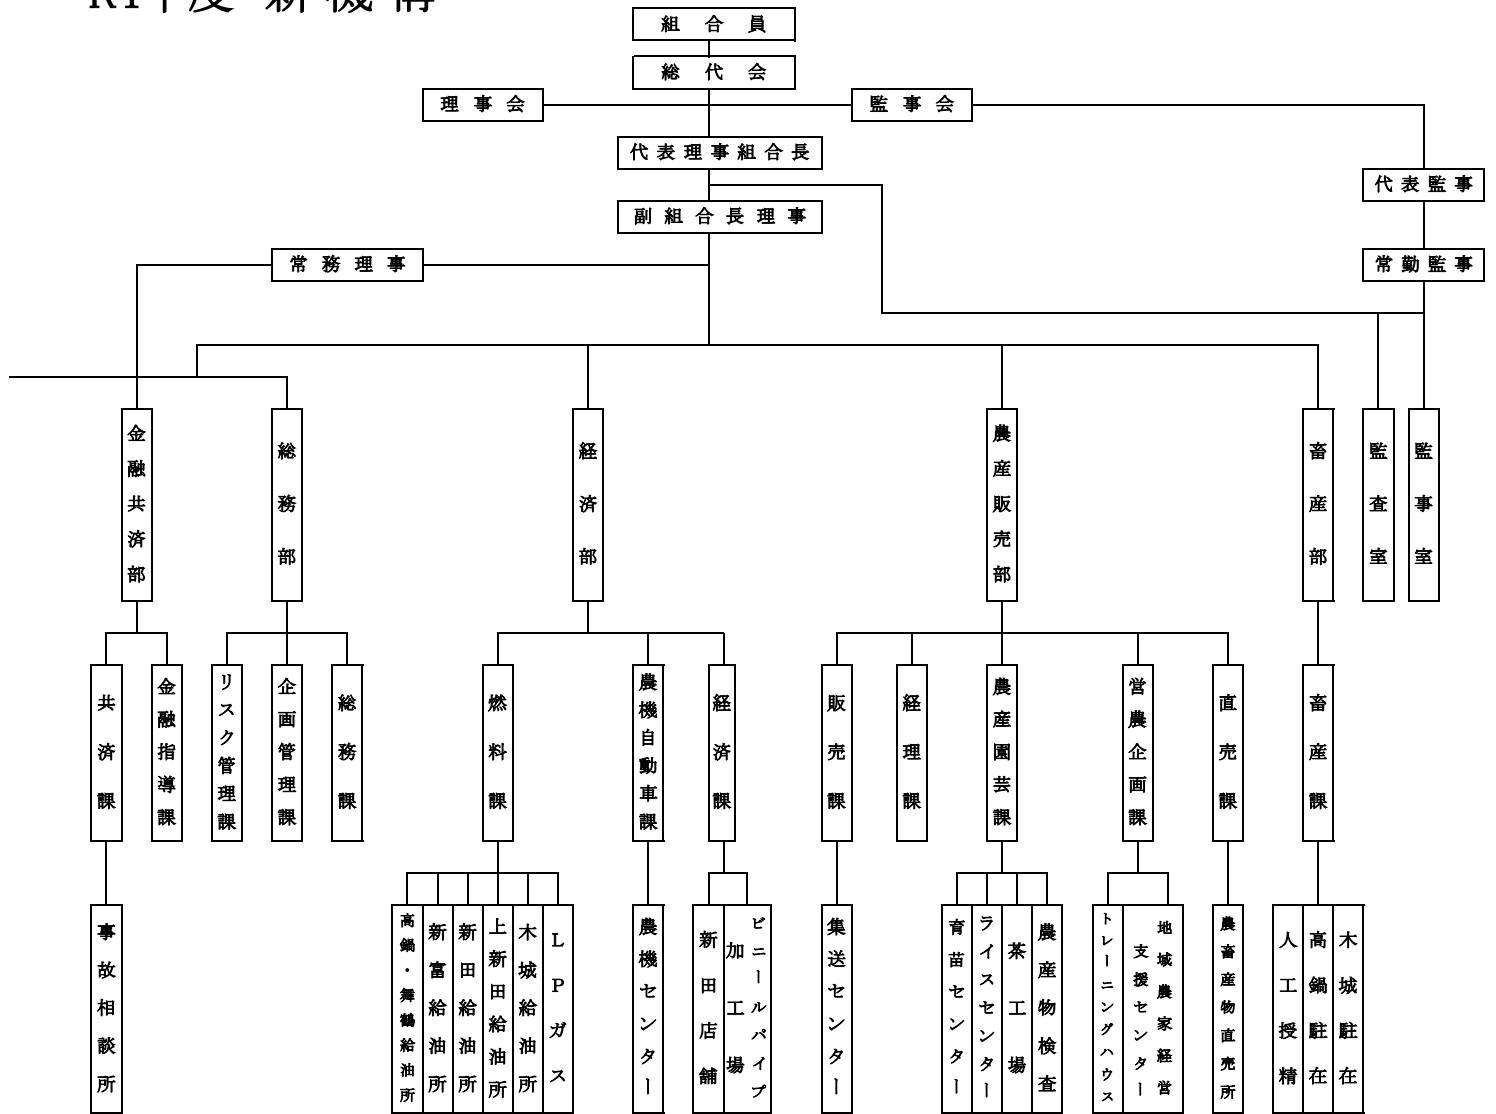 新機構
組合員
総代会
理事会
監事会
代表理事組合長
代表監事
副組合長理事
常務理事
常勤監事
金融共済部
総務部
経済部
農産販売部
畜産部
監査室
監事室
共済課
金融指導課
リスク管理課
企画管理課
総務課
燃料課
農機自動車課
経済課
販売課
経理課
農産園芸課
営農企画課
直売課
畜産課
事故相談所
高鍋・舞鶴給油所
新富給油所
新田給油所
上新田給油所
木城給油所
LPガス
農機センター
新田店舗
ビニールパイプ
加工場
集送センター
育苗センター
ライスセンター
茶工場
農産物検査
トレーニングハウス
地域農家経営
支援センター
農畜産物直売所
人工授精
高鍋駐在
木城駐在